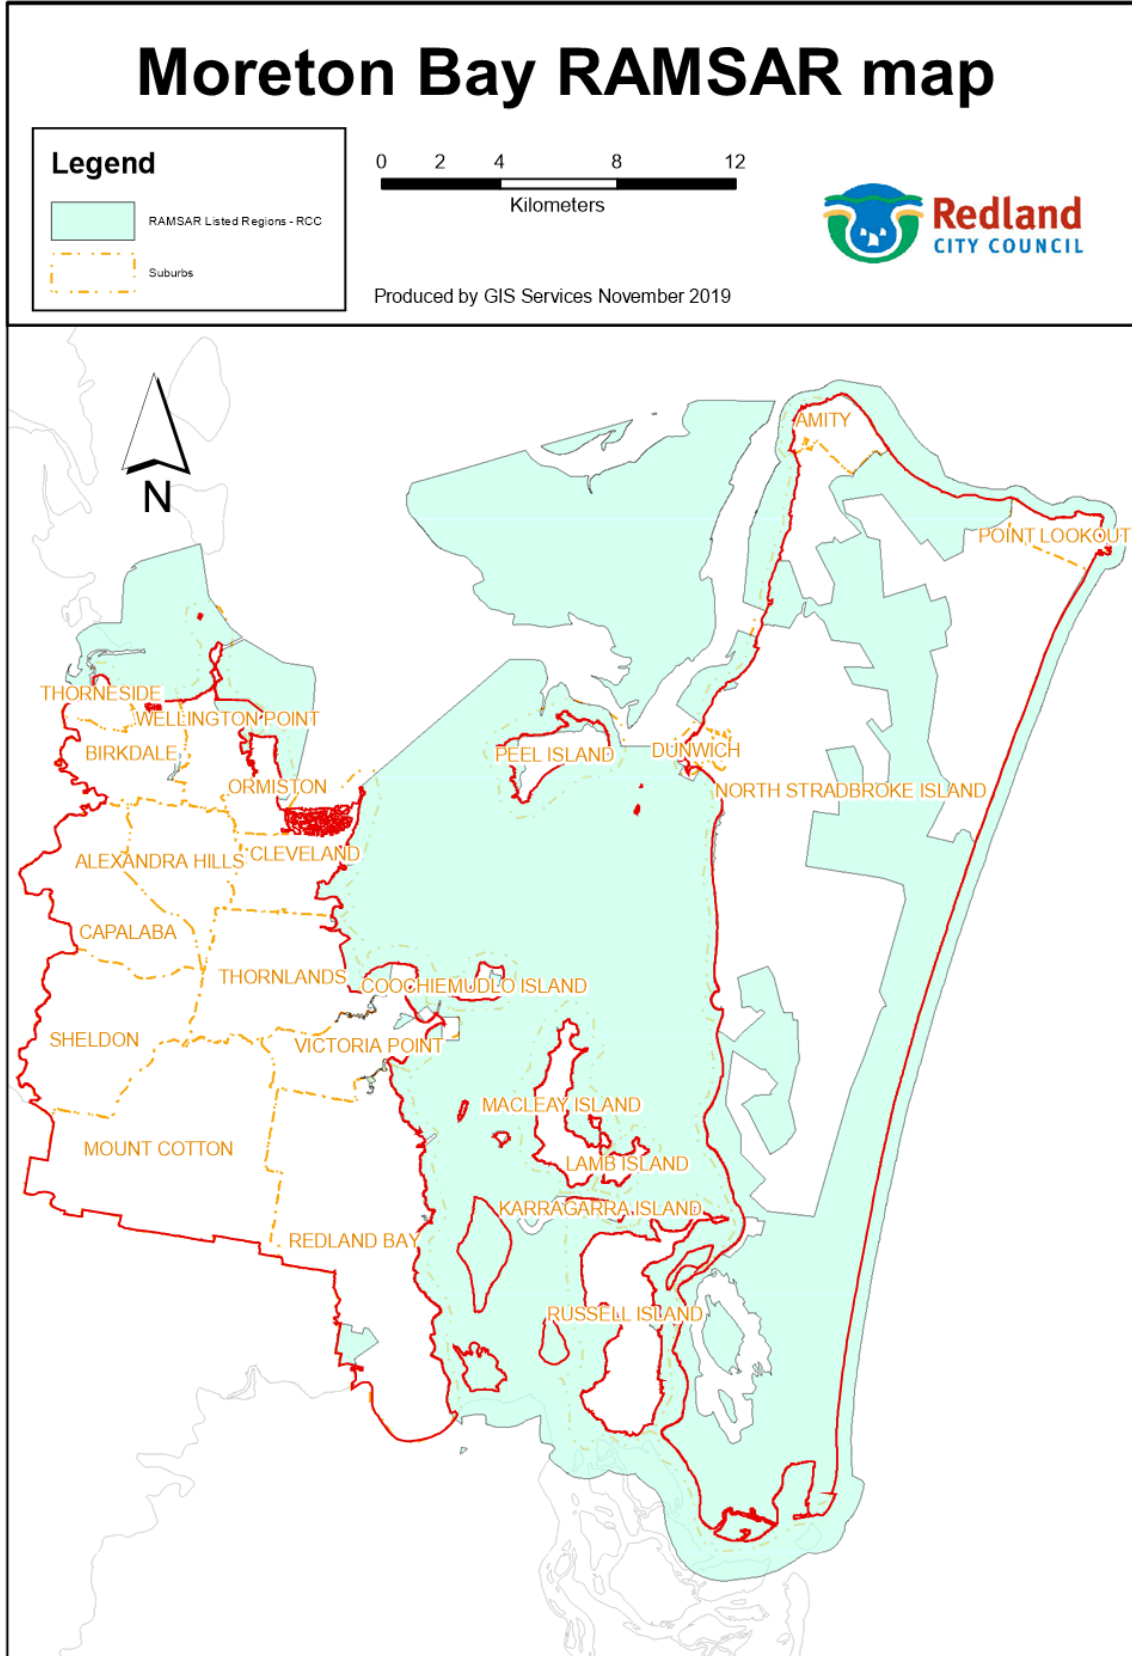 Moreton Bay RAMSAR map
Legend
RAMSAR Listed Regions - RCC
Suburbs
0 2 4 8 12
Kilometers
Produced by GIS Services November 2019
Redland
CITY COUNCIL
N
AMITY
POINT LOOKOUT
THORNESIDE
WELLINGTON POINT
BIRKDALE
PEEL ISLAND
DUNWICH
ORMISTON
NORTH STRADBROKE ISLAND
ALEXANDRA HILLS
CLEVELAND
CAPALABA
THORNLANDS
COOCHIEMUDLO ISLAND
SHELDON
VICTORIA POINT
MACLEAY ISLAND
MOUNT COTTON
LAMB ISLAND
KARRAGARRA ISLAND
REDLAND BAY
RUSSELL ISLAND